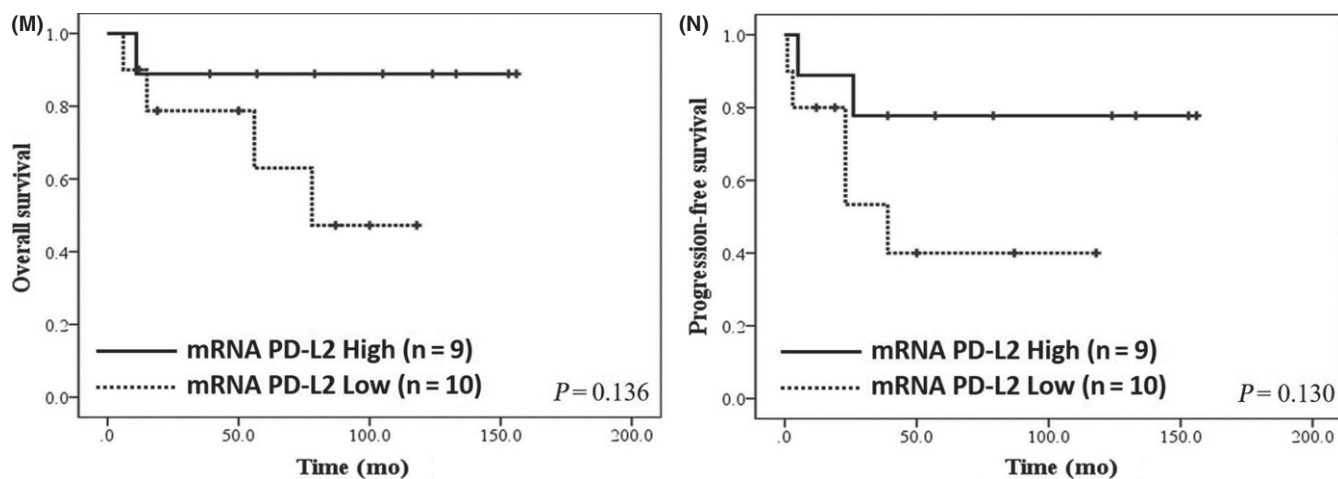 (M)
Overall survival
1.0
0.8
0.6
0.4
0.2
0.0
mRNA PD-L2 High (n = 9)
mRNA PD-L2 Low (n = 10)
P = 0.136
.0 50.0 100.0 150.0 200.0
Time (mo)
(N)
Progression-free survival
1.0
0.8
0.6
0.4
0.2
0.0
mRNA PD-L2 High (n = 9)
mRNA PD-L2 Low (n = 10)
P = 0.130
.0 50.0 100.0 150.0 200.0
Time (mo)